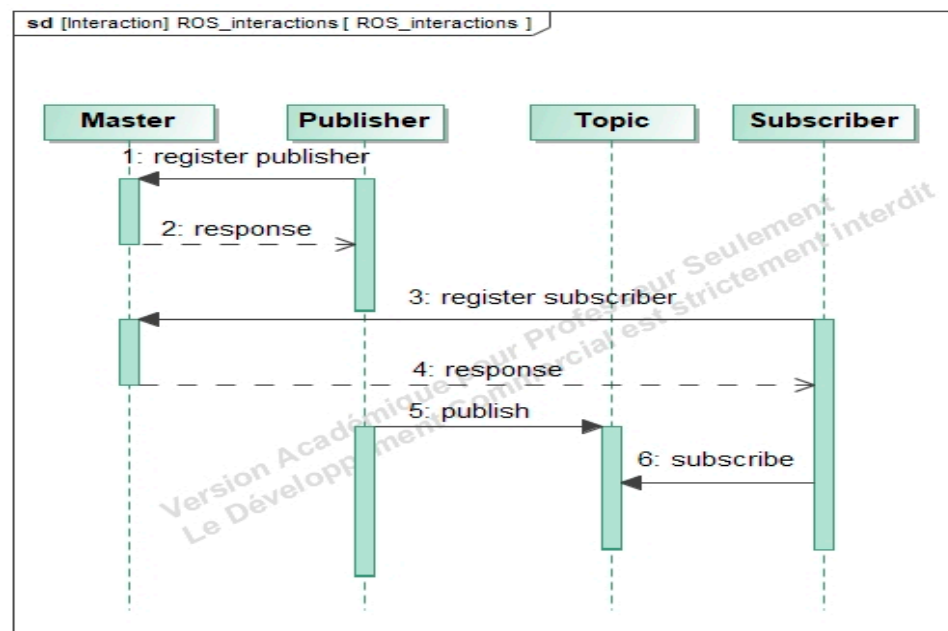 sd [Interaction] ROS_interactions [ ROS_interactions ]
Master
Publisher
Topic
Subscriber
1: register publisher
2: response
3: register subscriber
4: response
5: publish
6: subscribe
Version Académique pour Professeur Seulement
Le Développement Commercial est strictement interdit